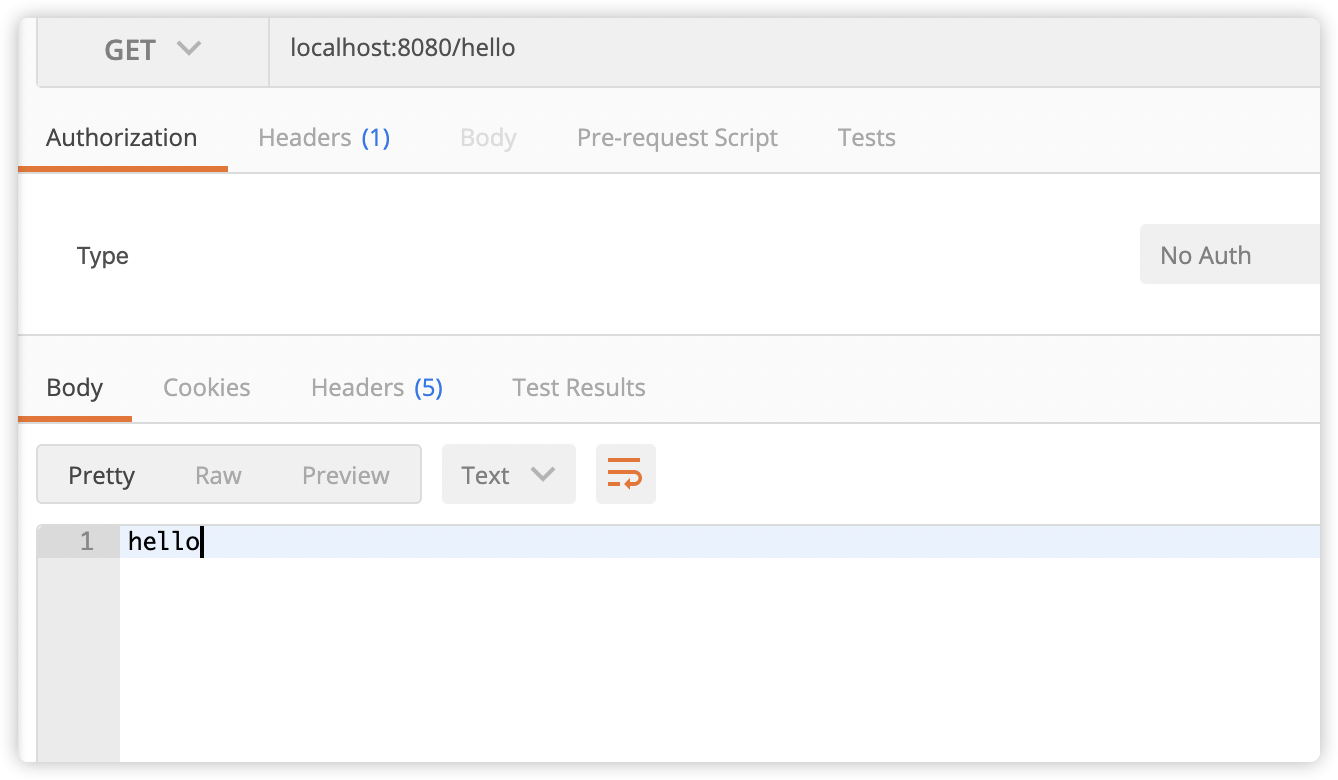 GET localhost:8080/hello
Authorization Headers (1) Body Pre-request Script Tests
Type No Auth
Body Cookies Headers (5) Test Results
Pretty Raw Preview Text
1 hello